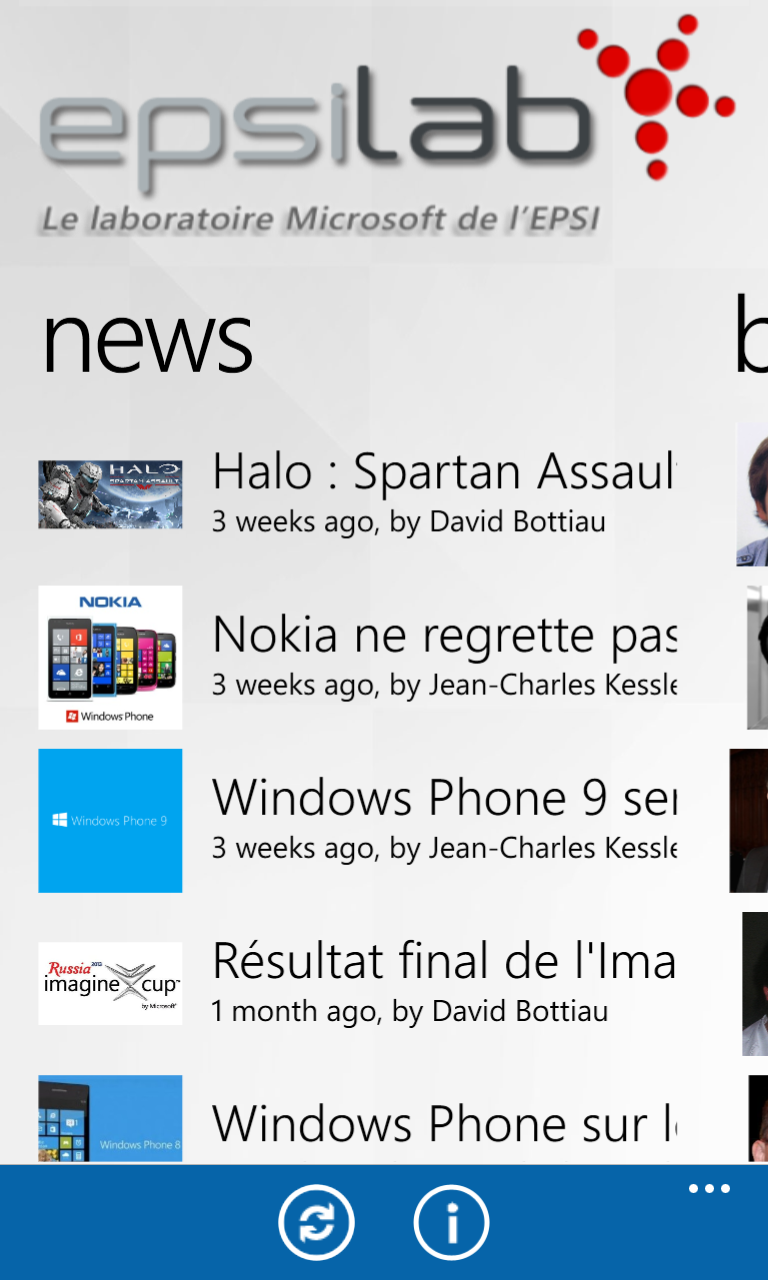 epsilab
Le laboratoire Microsoft de l'EPSI
news
b
HALO
SPARTAN ASSAULT
Halo : Spartan Assaul
3 weeks ago, by David Bottiau
NOKIA
Windows Phone
Nokia ne regrette pas
3 weeks ago, by Jean-Charles Kessle
Windows Phone 9
Windows Phone 9 ser
3 weeks ago, by Jean-Charles Kessle
Russia 2013
imagine cup
by Microsoft
Résultat final de l'Ima
1 month ago, by David Bottiau
Windows Phone 8
Windows Phone sur le